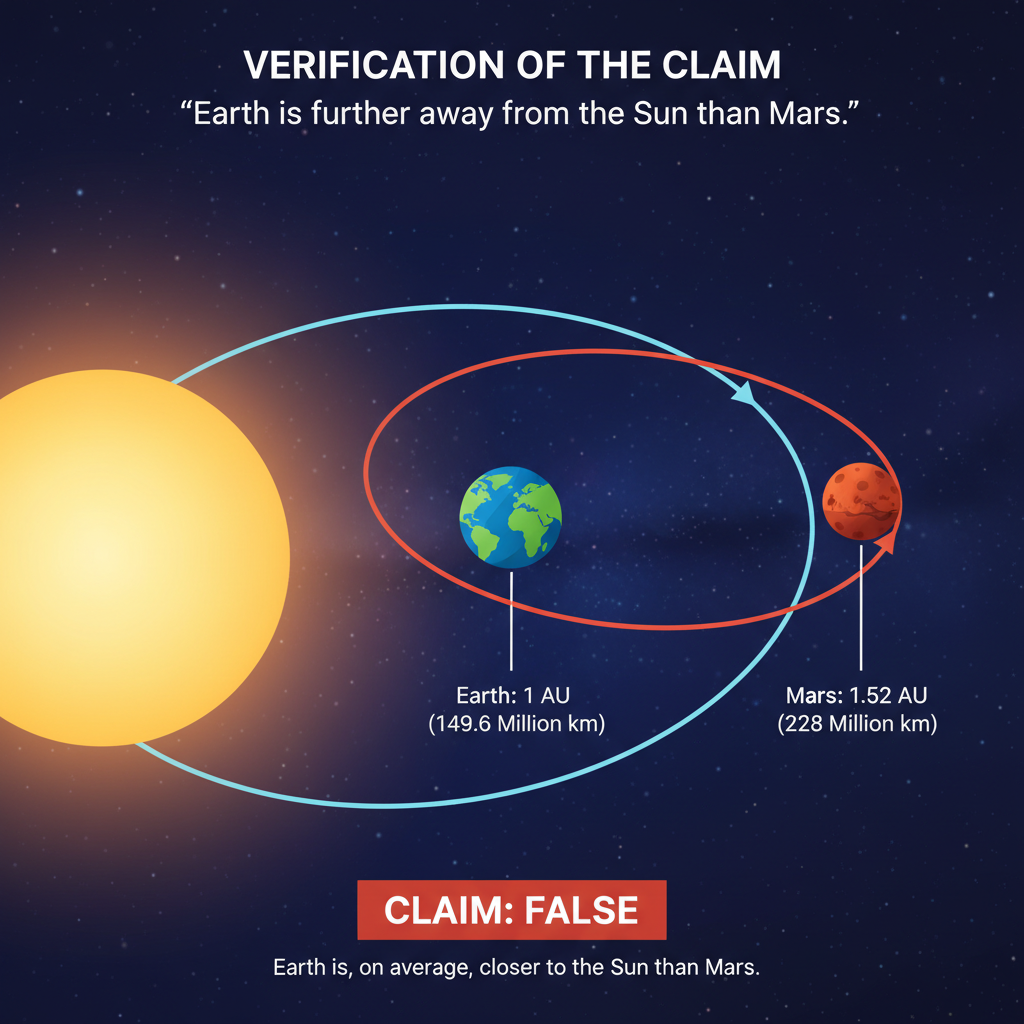 VERIFICATION OF THE CLAIM
“Earth is further away from the Sun than Mars.”
Earth: 1 AU
(149.6 Million km)
Mars: 1.52 AU
(228 Million km)
CLAIM: FALSE
Earth is, on average, closer to the Sun than Mars.